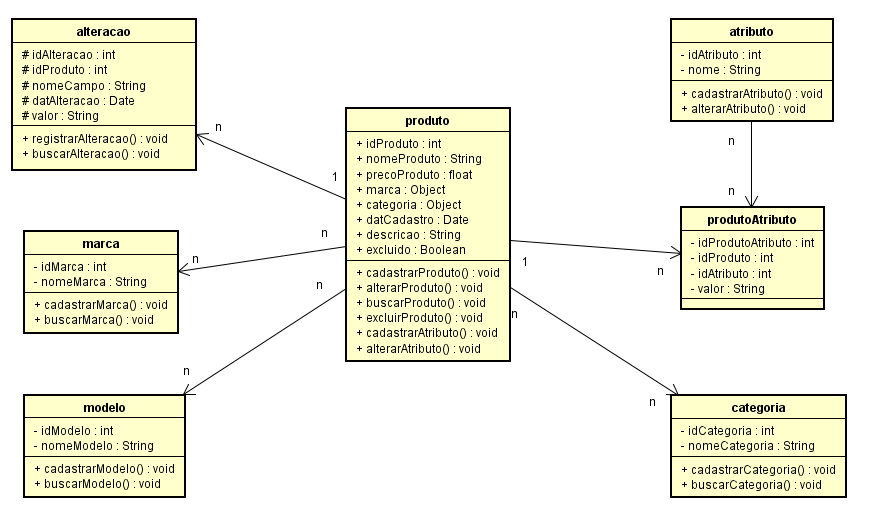 alteracao
# idAlteracao : int
# idProduto : int
# nomeCampo : String
# datAlteracao : Date
# valor : String
+ registrarAlteracao() : void
+ buscarAlteracao() : void
n
1
atributo
- idAtributo : int
- nome : String
+ cadastrarAtributo() : void
+ alterarAtributo() : void
n
n
produto
+ idProduto : int
+ nomeProduto : String
+ precoProduto : float
+ marca : Object
+ categoria : Object
+ datCadastro : Date
+ descricao : String
+ excluido : Boolean
+ cadastrarProduto() : void
+ alterarProduto() : void
+ buscarProduto() : void
+ excluirProduto() : void
+ cadastrarAtributo() : void
+ alterarAtributo() : void
produtoAtributo
- idProdutoAtributo : int
- idProduto : int
- idAtributo : int
- valor : String
1
n
marca
- idMarca : int
- nomeMarca : String
+ cadastrarMarca() : void
+ buscarMarca() : void
n
n
n
n
n
n
modelo
- idModelo : int
- nomeModelo : String
+ cadastrarModelo() : void
+ buscarModelo() : void
categoria
- idCategoria : int
- nomeCategoria : String
+ cadastrarCategoria() : void
+ buscarCategoria() : void